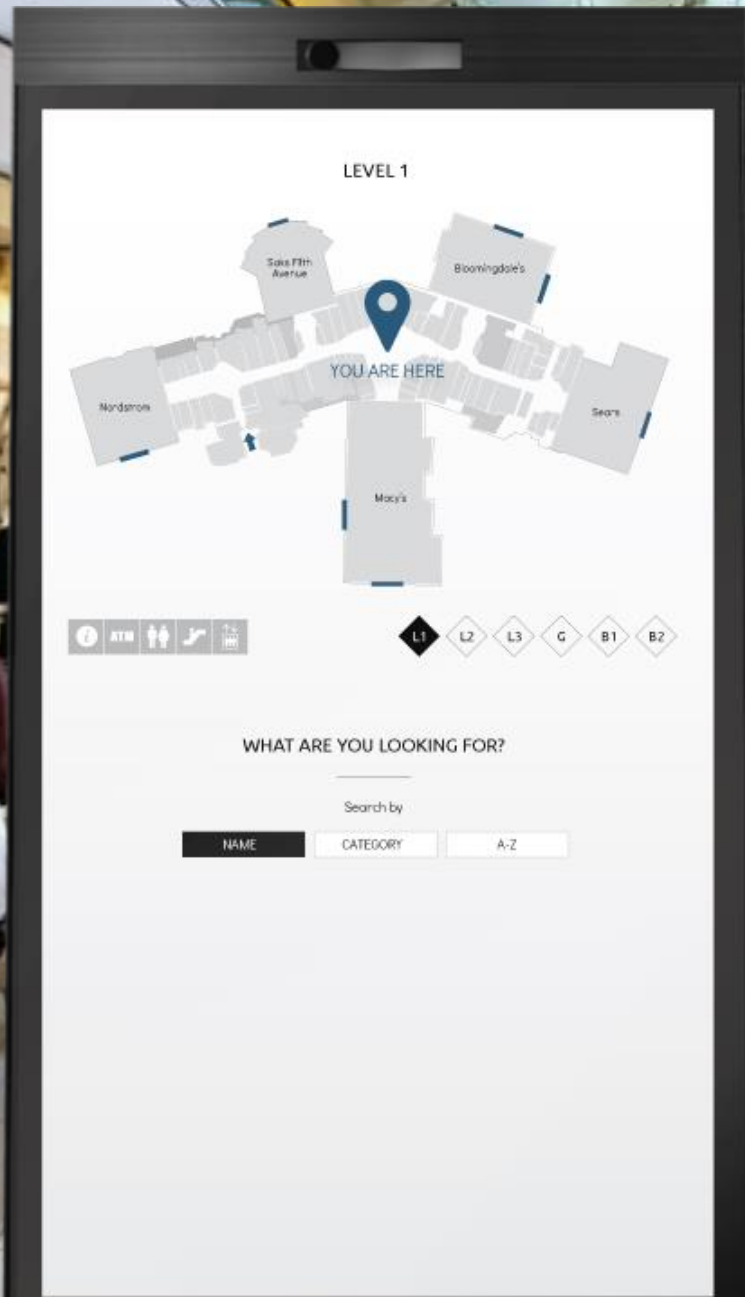 LEVEL 1
Saks Fifth
Avenue
Bloomingdale's
YOU ARE HERE
Nordstrom
Sears
Macy's
i
ATM
L1
L2
L3
G
B1
B2
WHAT ARE YOU LOOKING FOR?
Search by
NAME
CATEGORY
A-Z